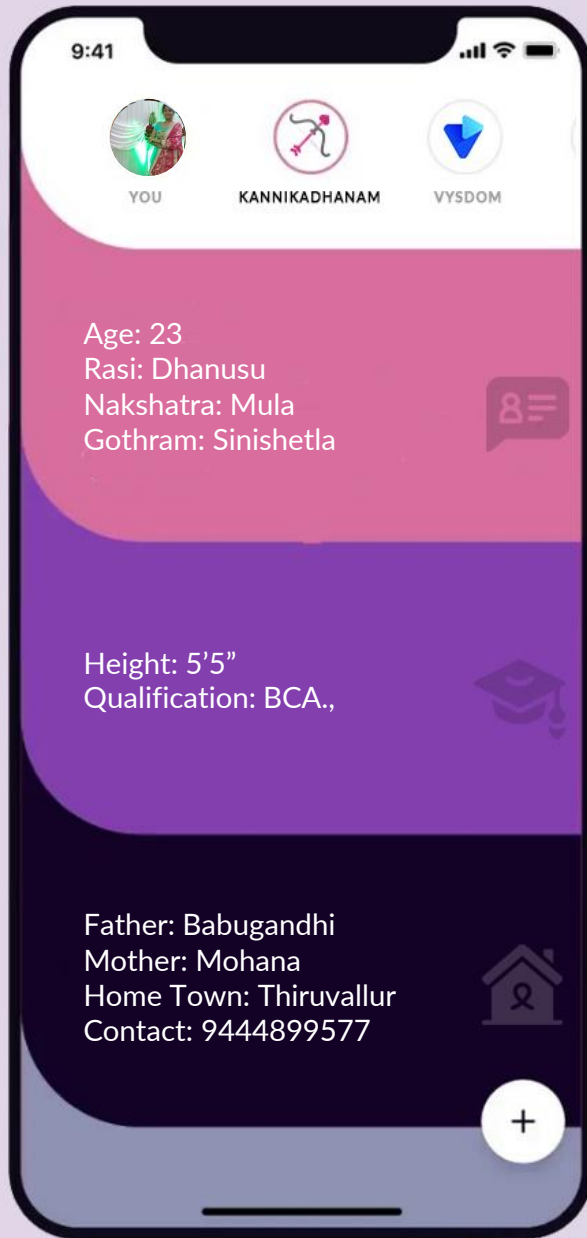 9:41
YOU
KANNIKADHANAM
VYSDOM
Age: 23
Rasi: Dhanusu
Nakshatra: Mula
Gothram: Sinishetla
Height: 5’5”
Qualification: BCA.,
Father: Babugandhi
Mother: Mohana
Home Town: Thiruvallur
Contact: 9444899577
+